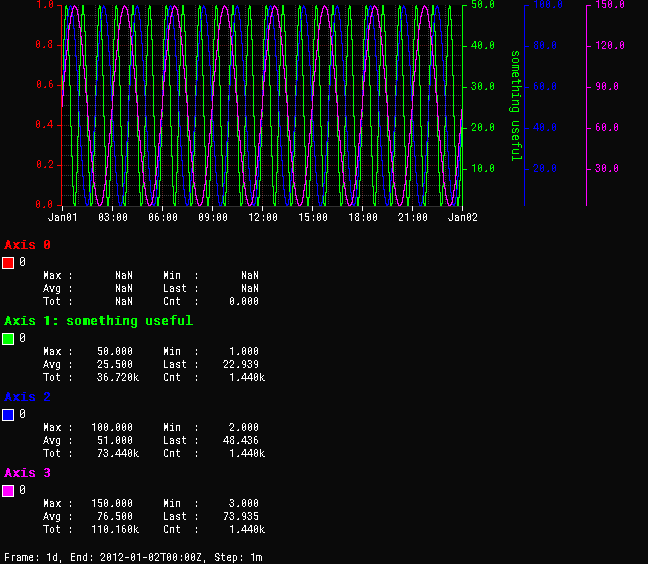 1.0 0.8 0.6 0.4 0.2 0.0
50.0 40.0 30.0 20.0 10.0
something useful
100.0 80.0 60.0 40.0 20.0
150.0 120.0 90.0 60.0 30.0
Jan01 03:00 06:00 09:00 12:00 15:00 18:00 21:00 Jan02
Axis 0
0
Max : NaN Min : NaN
Avg : NaN Last : NaN
Tot : NaN Cnt : 0.000
Axis 1: something useful
0
Max : 50.000 Min : 1.000
Avg : 25.500 Last : 22.939
Tot : 36.720k Cnt : 1.440k
Axis 2
0
Max : 100.000 Min : 2.000
Avg : 51.000 Last : 48.436
Tot : 73.440k Cnt : 1.440k
Axis 3
0
Max : 150.000 Min : 3.000
Avg : 76.500 Last : 73.935
Tot : 110.160k Cnt : 1.440k
Frame: 1d, End: 2012-01-02T00:00Z, Step: 1m